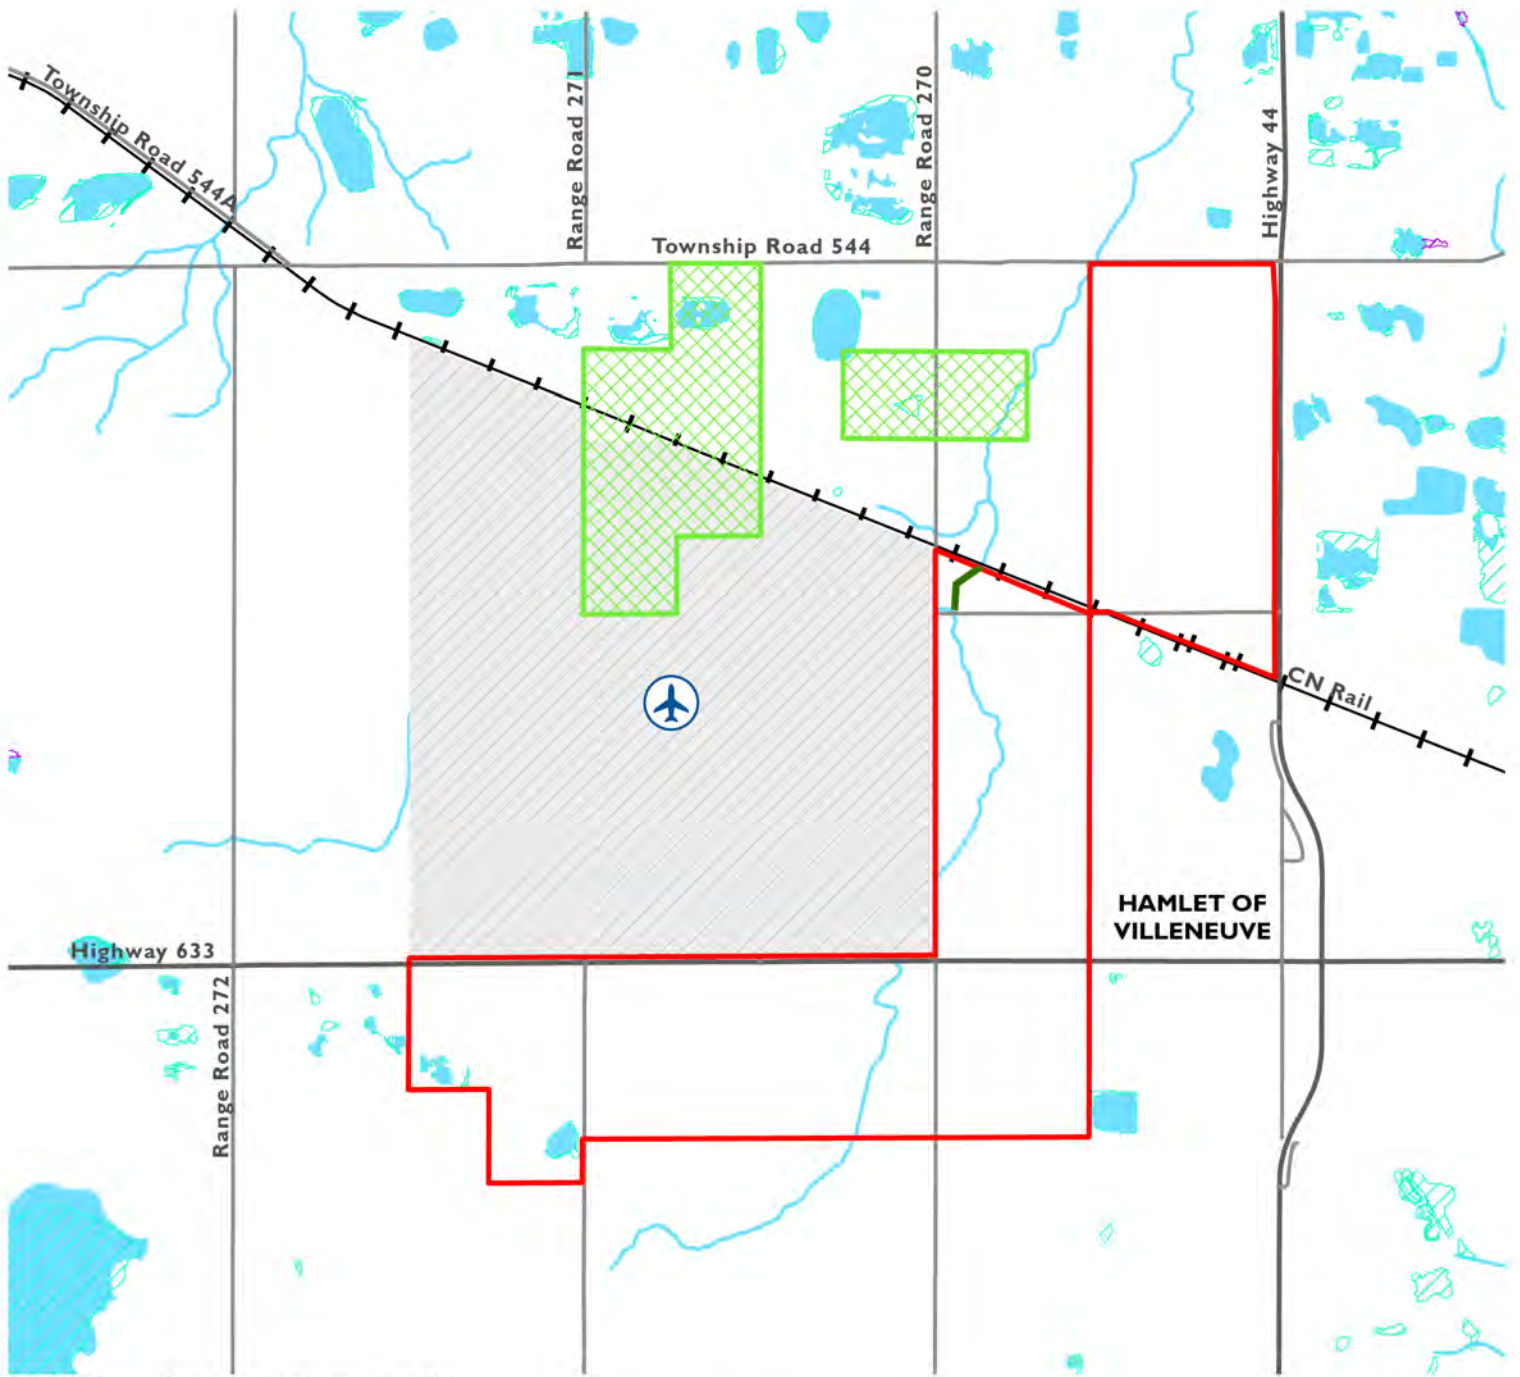 Township Road 544A
Range Road 271
Range Road 270
Highway 44
Township Road 544
CN Rail
HAMLET OF
VILLENEUVE
Highway 633
Range Road 272